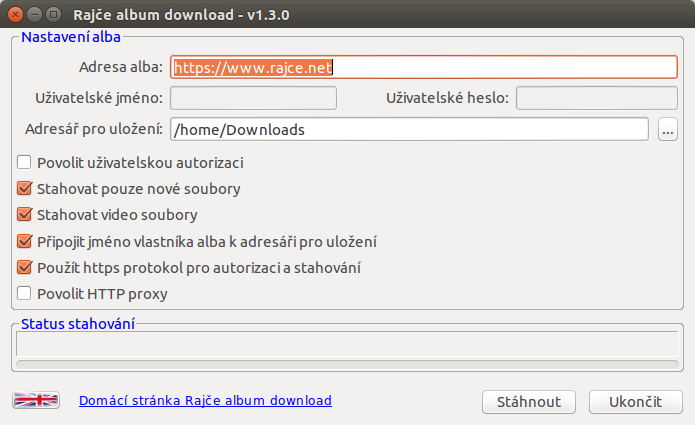 Rajče album download - v1.3.0
Nastavení alba
Adresa alba: https://www.rajce.net
Uživatelské jméno: Uživatelské heslo:
Adresář pro uložení: /home/Downloads ...
Povolit uživatelskou autorizaci
Stahovat pouze nové soubory
Stahovat video soubory
Připojit jméno vlastníka alba k adresáři pro uložení
Použít https protokol pro autorizaci a stahování
Povolit HTTP proxy
Status stahování
Domácí stránka Rajče album download Stáhnout Ukončit